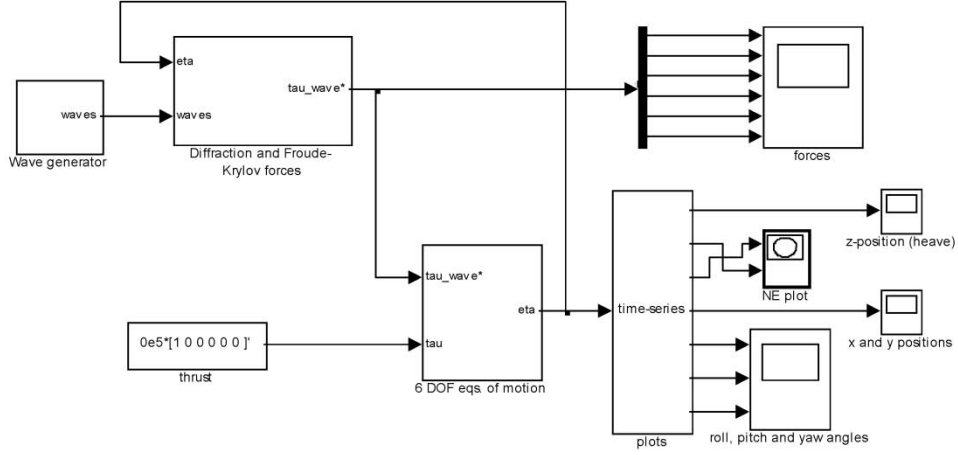 eta
tau_wave*
waves
waves
Wave generator
Diffraction and Froude-
Krylov forces
forces
z-position (heave)
tau_wave*
NE plot
eta
time-series
0e5*[1 0 0 0 0 0 ]'
tau
x and y positions
thrust
6 DOF eqs. of motion
plots
roll, pitch and yaw angles